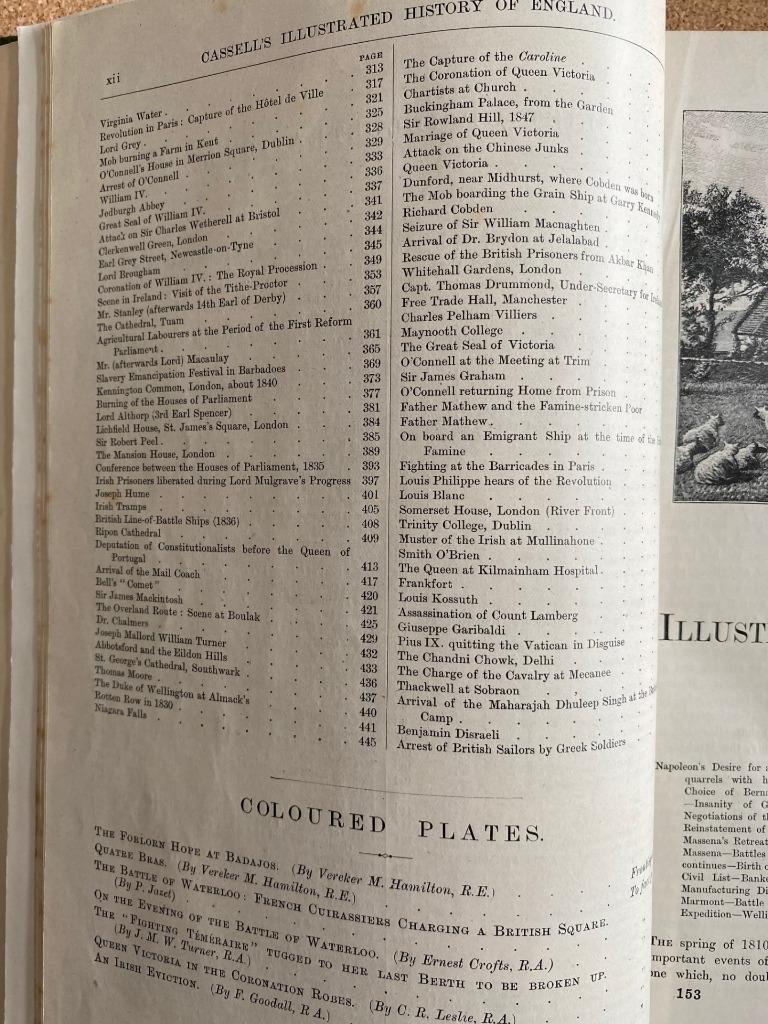 xii
CASSELL'S ILLUSTRATED HISTORY OF ENGLAND.
PAGE
Virginia Water . 313
Revolution in Paris: Capture of the Hôtel de Ville 317
Lord Grey . 321
Mob burning a Farm in Kent 325
O'Connell's House in Merrion Square, Dublin . 328
Arrest of O'Connell . 329
William IV. 333
Jedburgh Abbey 336
Great Seal of William IV. 337
Attack on Sir Charles Wetherell at Bristol 341
Clerkenwell Green, London 342
Earl Grey Street, Newcastle-on-Tyne 344
Lord Brougham 345
Coronation of William IV.: The Royal Procession . 349
Scene in Ireland: Visit of the Tithe-Proctor 353
Mr. Stanley (afterwards 14th Earl of Derby) . 357
The Cathedral, Tuam 360
Agricultural Labourers at the Period of the First Reform
Parliament . 361
Mr. (afterwards Lord) Macaulay 365
Slavery Emancipation Festival in Barbadoes 369
Kennington Common, London, about 1840 373
Burning of the Houses of Parliament 377
Lord Althorp (3rd Earl Spencer) 381
Lichfield House, St. James's Square, London . 384
Sir Robert Peel . 385
The Mansion House, London 389
Conference between the Houses of Parliament, 1835 393
Irish Prisoners liberated during Lord Mulgrave's Progress 397
Joseph Hume 401
Irish Tramps 405
British Line-of-Battle Ships (1836) 408
Ripon Cathedral 409
Deputation of Constitutionalists before the Queen of
Portugal 413
Arrival of the Mail Coach 417
Bell's "Comet" 420
Sir James Mackintosh 421
The Overland Route: Scene at Boulak 425
Dr. Chalmers 429
Joseph Mallord William Turner 432
Abbotsford and the Eildon Hills 433
St. George's Cathedral, Southwark 436
Thomas Moore 437
The Duke of Wellington at Almack's 440
Rotten Row in 1830 441
Niagara Falls 445
The Capture of the Caroline
The Coronation of Queen Victoria
Chartists at Church .
Buckingham Palace, from the Garden
Sir Rowland Hill, 1847
Marriage of Queen Victoria
Attack on the Chinese Junks
Queen Victoria .
Dunford, near Midhurst, where Cobden was born
The Mob boarding the Grain Ship at Garry
Richard Cobden
Seizure of Sir William Macnaghten
Arrival of Dr. Brydon at Jelalabad
Rescue of the British Prisoners from Akbar Khan
Whitehall Gardens, London
Capt. Thomas Drummond, Under-Secretary for
Free Trade Hall, Manchester
Charles Pelham Villiers
Maynooth College
The Great Seal of Victoria
O'Connell at the Meeting at Trim
Sir James Graham
O'Connell returning Home from Prison
Father Mathew and the Famine-stricken Poor
Father Mathew .
On board an Emigrant Ship at the time of the
Famine
Fighting at the Barricades in Paris
Louis Philippe hears of the Revolution
Louis Blanc
Somerset House, London (River Front)
Trinity College, Dublin
Muster of the Irish at Mullinahone
Smith O'Brien
The Queen at Kilmainham Hospital .
Frankfort
Louis Kossuth
Assassination of Count Lamberg
Giuseppe Garibaldi
Pius IX. quitting the Vatican in Disguise
The Chandni Chowk, Delhi
The Charge of the Cavalry at Mecanee
Thackwell at Sobraon
Arrival of the Maharajah Dhuleep Singh at the
Camp .
Benjamin Disraeli
Arrest of British Sailors by Greek Soldiers
COLOURED PLATES.
THE FORLORN HOPE AT BADAJOS. (By Vereker M. Hamilton, R.E.)
QUATRE BRAS. (By Vereker M. Hamilton, R.E.)
THE BATTLE OF WATERLOO: FRENCH CUIRASSIERS CHARGING A BRITISH SQUARE.
(By P. Jazet)
ON THE EVENING OF THE BATTLE OF WATERLOO. (By Ernest Crofts, R.A.)
THE "FIGHTING TÉMÉRAIRE" TUGGED TO HER LAST BERTH TO BE BROKEN UP.
(By J. M. W. Turner, R.A.)
QUEEN VICTORIA IN THE CORONATION ROBES. (By C. R. Leslie, R.A.)
AN IRISH EVICTION. (By F. Goodall, R A.)
ILLUST
Napoleon's Desire for
quarrels with h
Choice of Bern
—Insanity of G
Negotiations of t
Reinstatement of
Massena's Retreat
Massena—Battles
continues—Birth o
Civil List—Bank
Manufacturing Di
Marmont—Battle
Expedition—Welli
THE spring of 1810
mportant events of
one which, no doub
153